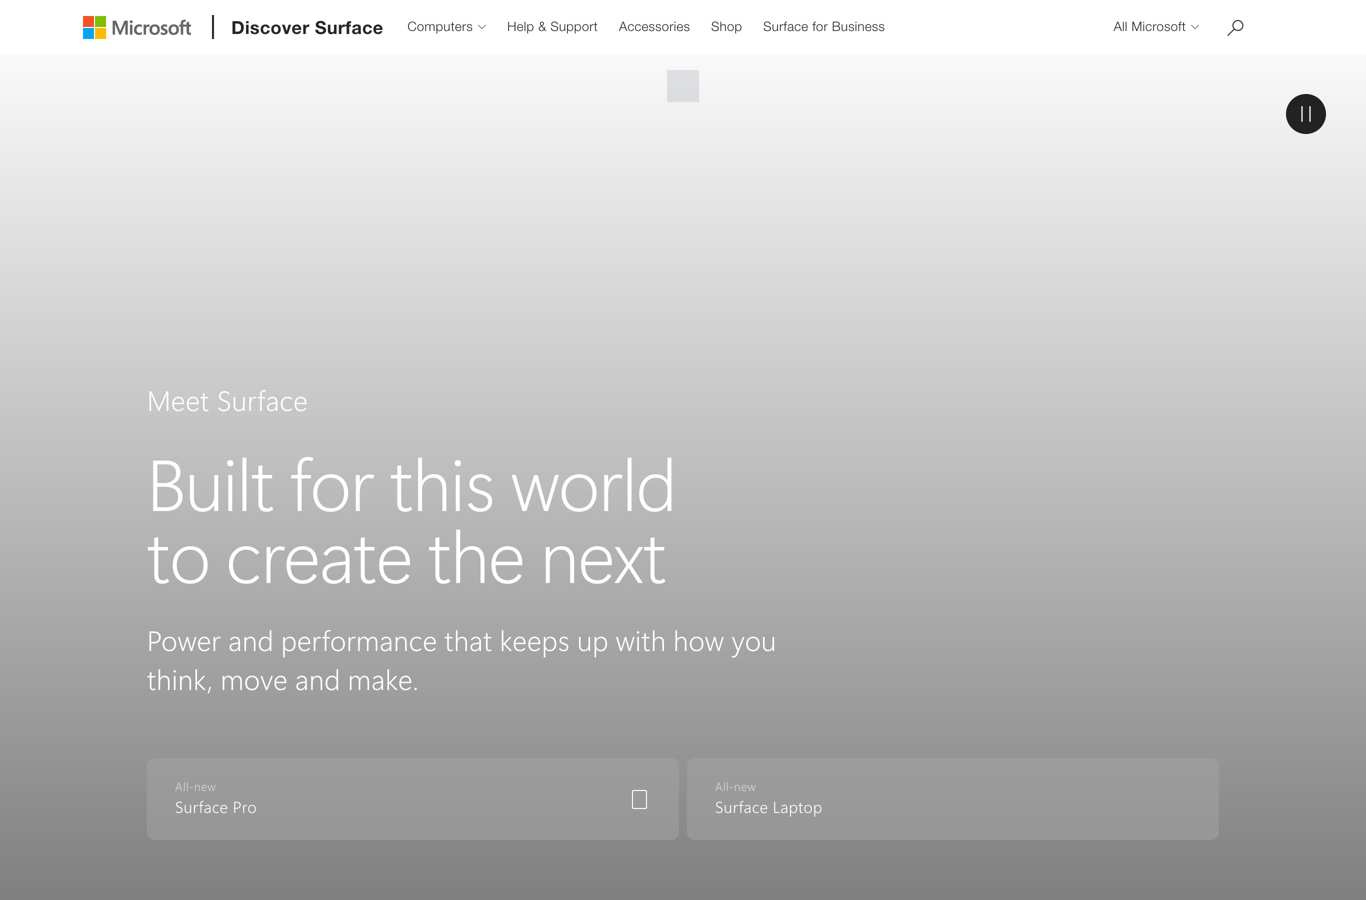 Microsoft
Discover Surface
Computers
Help & Support
Accessories
Shop
Surface for Business
All Microsoft
Meet Surface
Built for this world
to create the next
Power and performance that keeps up with how you
think, move and make.
All-new
Surface Pro
All-new
Surface Laptop